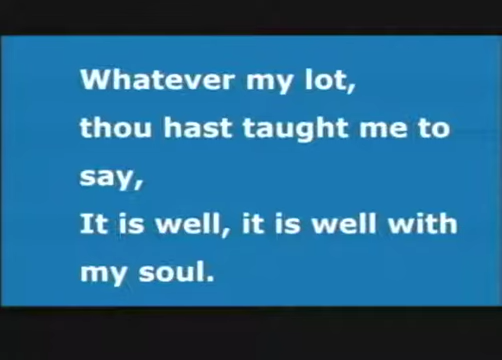 Whatever my lot,
thou hast taught me to
say,
It is well, it is well with
my soul.